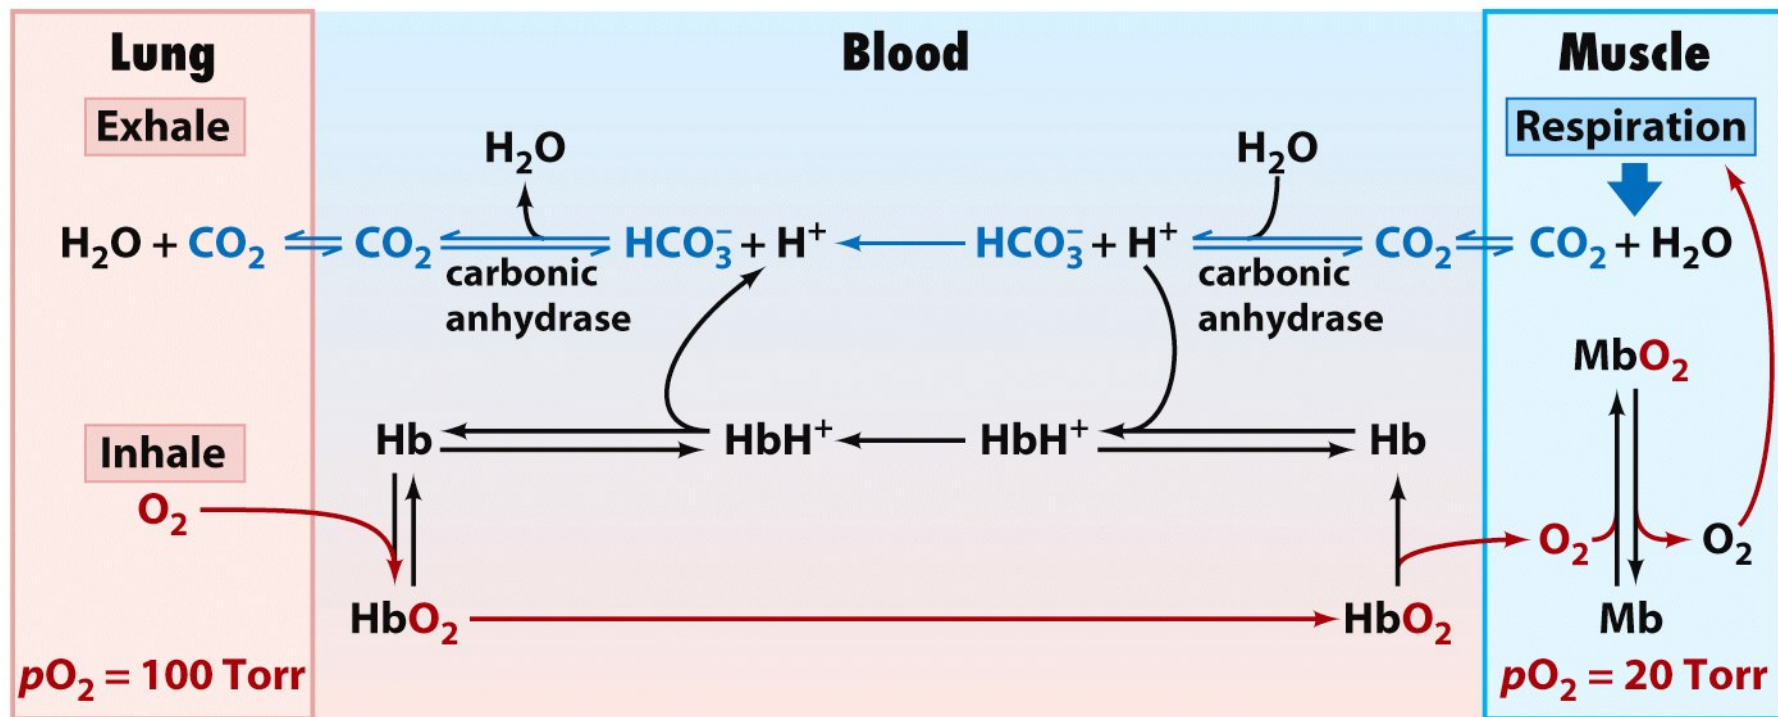 Lung Blood Muscle
Exhale
Respiration
H₂O H₂O
H₂O + CO₂ CO₂ HCO₃⁻ + H⁺ HCO₃⁻ + H⁺ CO₂ CO₂ + H₂O
carbonic carbonic
anhydrase anhydrase
MbO₂
Inhale
Hb HbH⁺ HbH⁺ Hb
O₂
O₂ O₂
HbO₂ HbO₂ Mb
pO₂ = 100 Torr pO₂ = 20 Torr